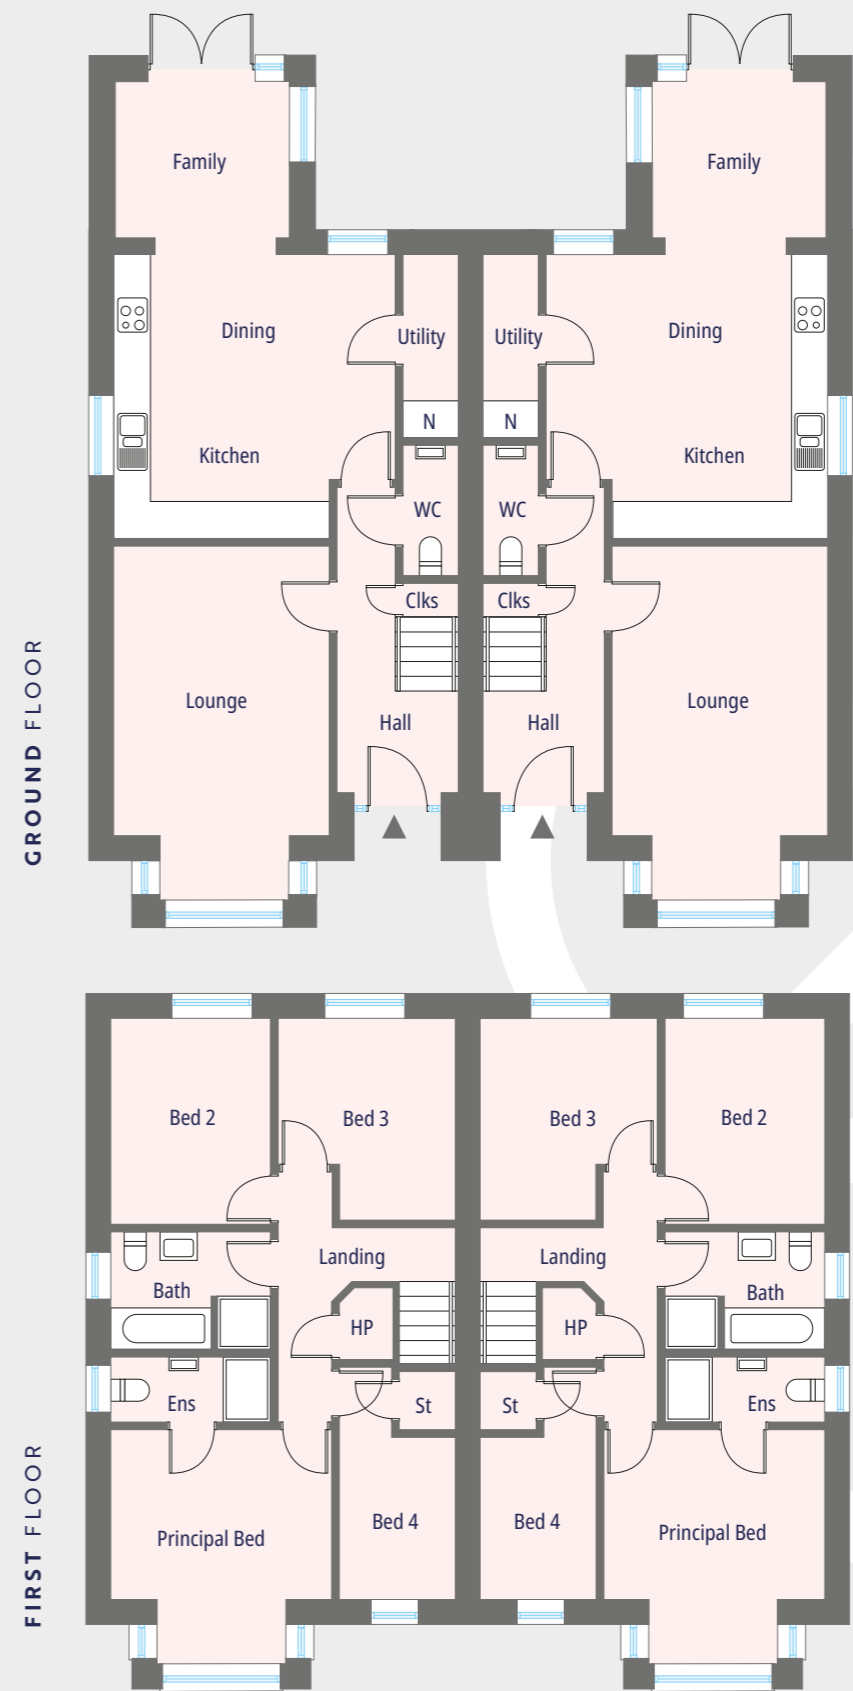 GROUND FLOOR
Family
Family
Dining
Utility
Utility
Dining
N
N
Kitchen
Kitchen
WC
WC
Clks
Clks
Lounge
Lounge
Hall
Hall
FIRST FLOOR
Bed 2
Bed 3
Bed 3
Bed 2
Landing
Landing
Bath
Bath
HP
HP
Ens
St
St
Ens
Principal Bed
Bed 4
Bed 4
Principal Bed